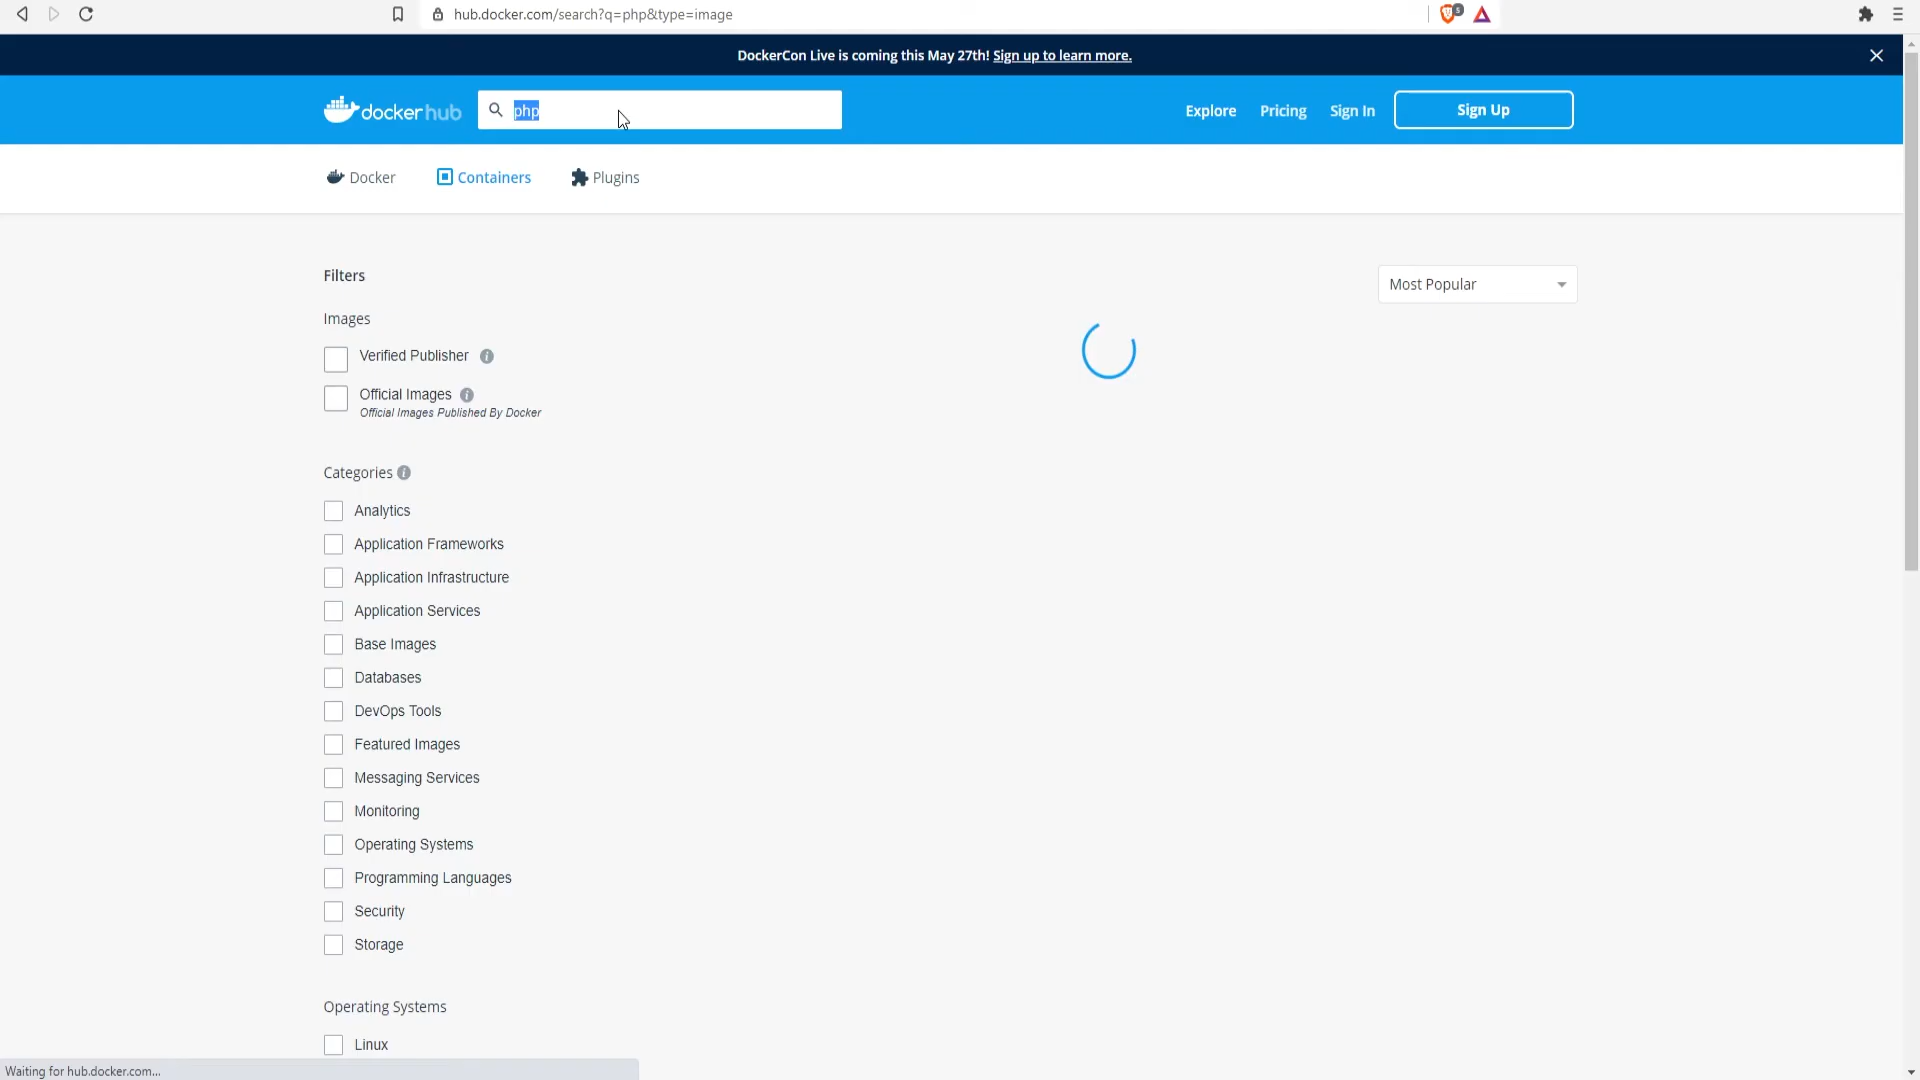 hub.docker.com/search?q=php&type=image
5
DockerCon Live is coming this May 27th! Sign up to learn more.
docker hub
php
Explore
Pricing
Sign In
Sign Up
Docker
Containers
Plugins
Filters
Most Popular
Images
Verified Publisher
Official Images
Official Images Published By Docker
Categories
Analytics
Application Frameworks
Application Infrastructure
Application Services
Base Images
Databases
DevOps Tools
Featured Images
Messaging Services
Monitoring
Operating Systems
Programming Languages
Security
Storage
Operating Systems
Linux
Waiting for hub.docker.com...